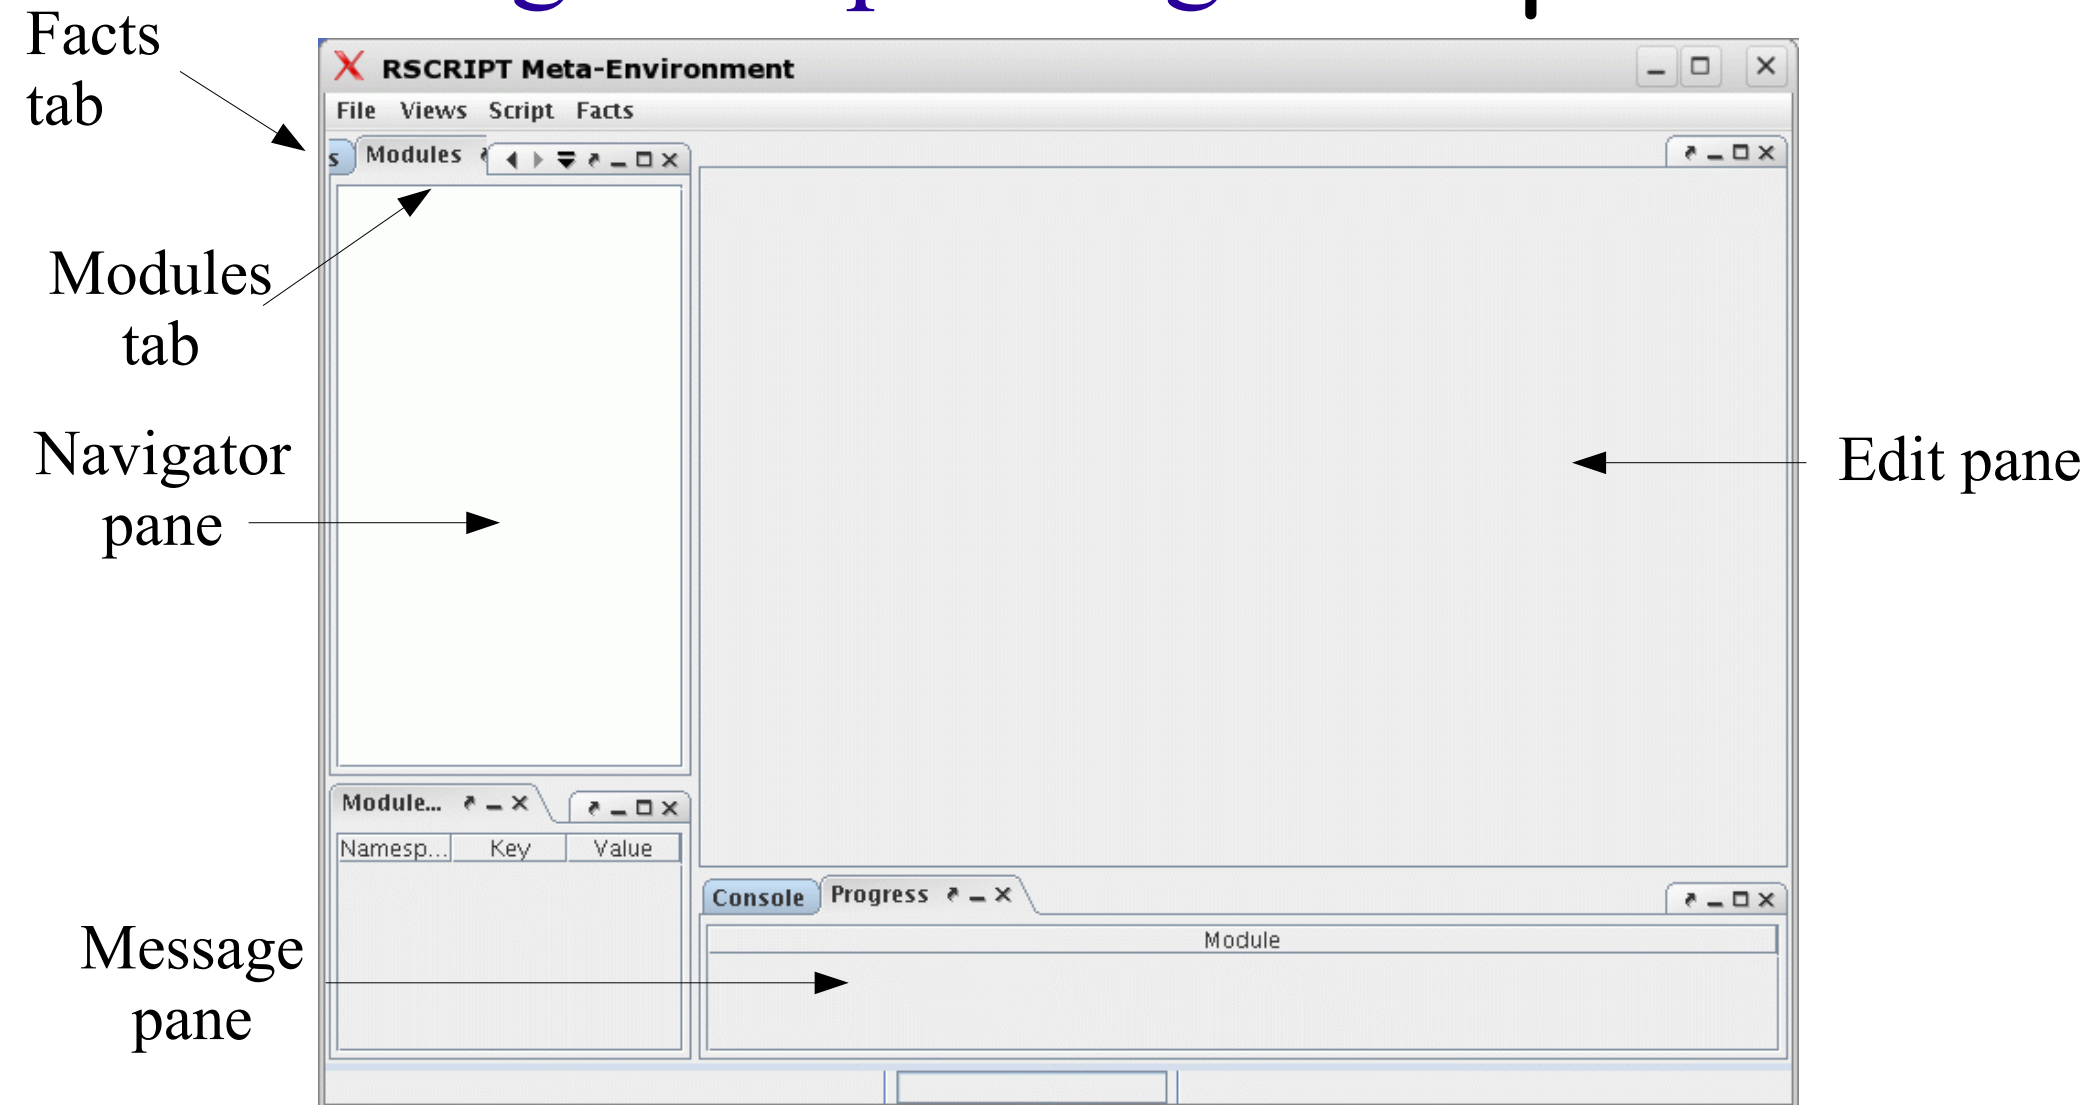 Facts
tab
RSCRIPT Meta-Environment
File Views Script Facts
s Modules
Modules
tab
Navigator
pane
Edit pane
Module...
Namesp... Key Value
Console Progress
Module
Message
pane